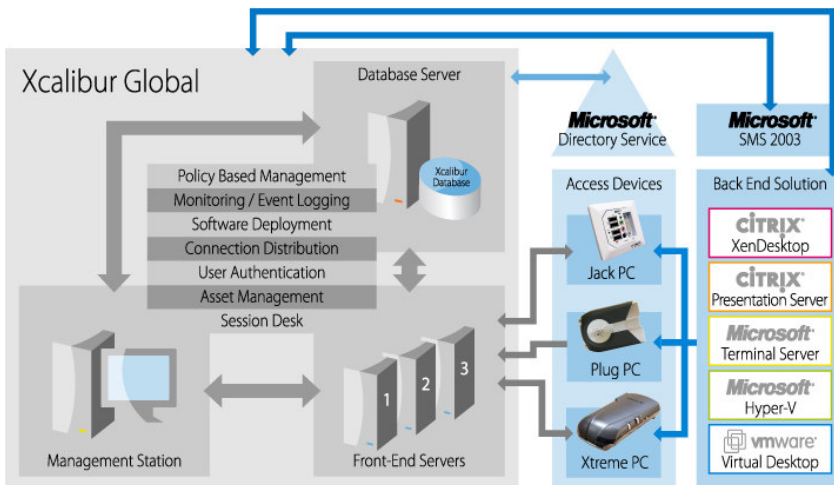 Xcalibur Global
Database Server
Xcalibur
Database
Policy Based Management
Monitoring / Event Logging
Software Deployment
Connection Distribution
User Authentication
Asset Management
Session Desk
Management Station
1
2
3
Front-End Servers
Microsoft
Directory Service
Microsoft
SMS 2003
Access Devices
Jack PC
Plug PC
Xtreme PC
Back End Solution
CITRIX
XenDesktop
CITRIX
Presentation Server
Microsoft
Terminal Server
Microsoft
Hyper-V
vmware
Virtual Desktop